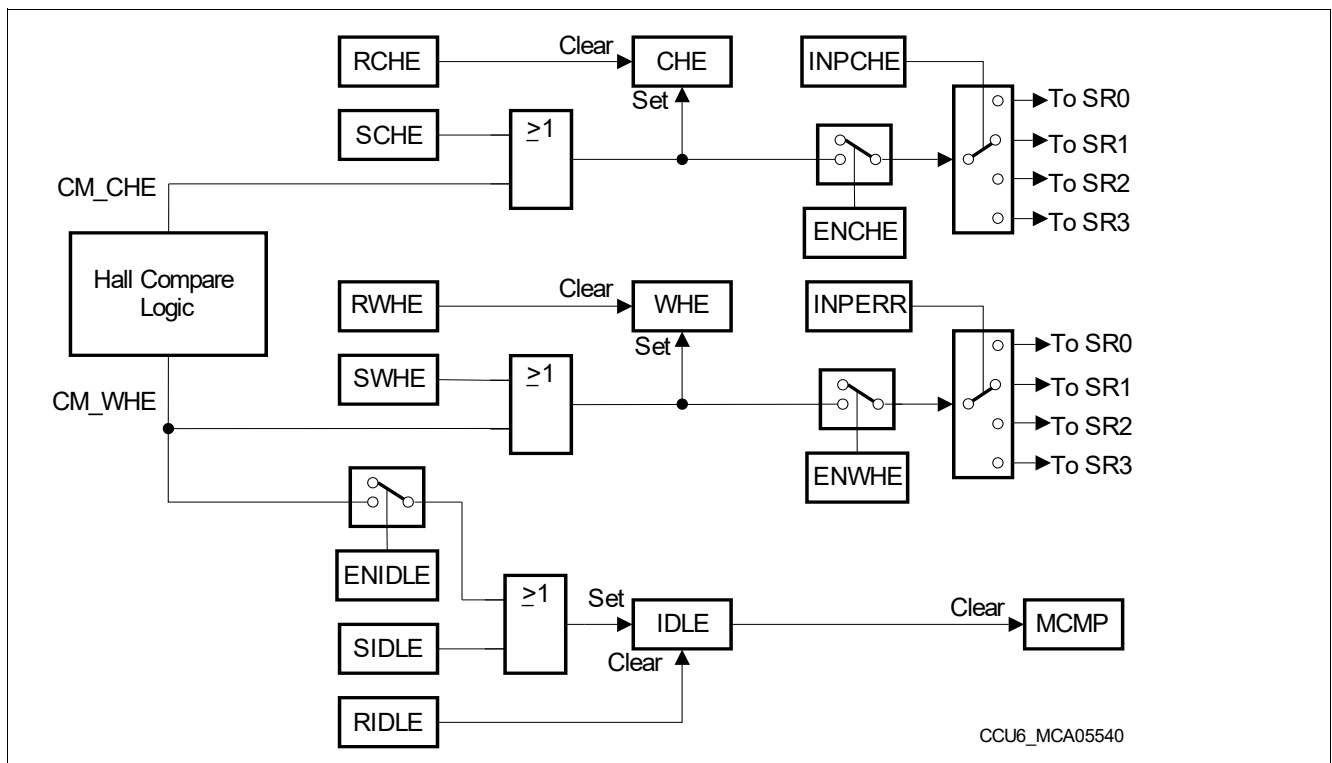 RCHE
Clear
CHE
INPCHE
Set
SCHE
≥1
To SR0
To SR1
To SR2
To SR3
CM_CHE
ENCHE
Hall Compare
Logic
RWHE
Clear
WHE
INPERR
Set
SWHE
≥1
To SR0
To SR1
To SR2
To SR3
CM_WHE
ENWHE
ENIDLE
≥1
Set
IDLE
Clear
MCMP
SIDLE
Clear
RIDLE
CCU6_MCA05540